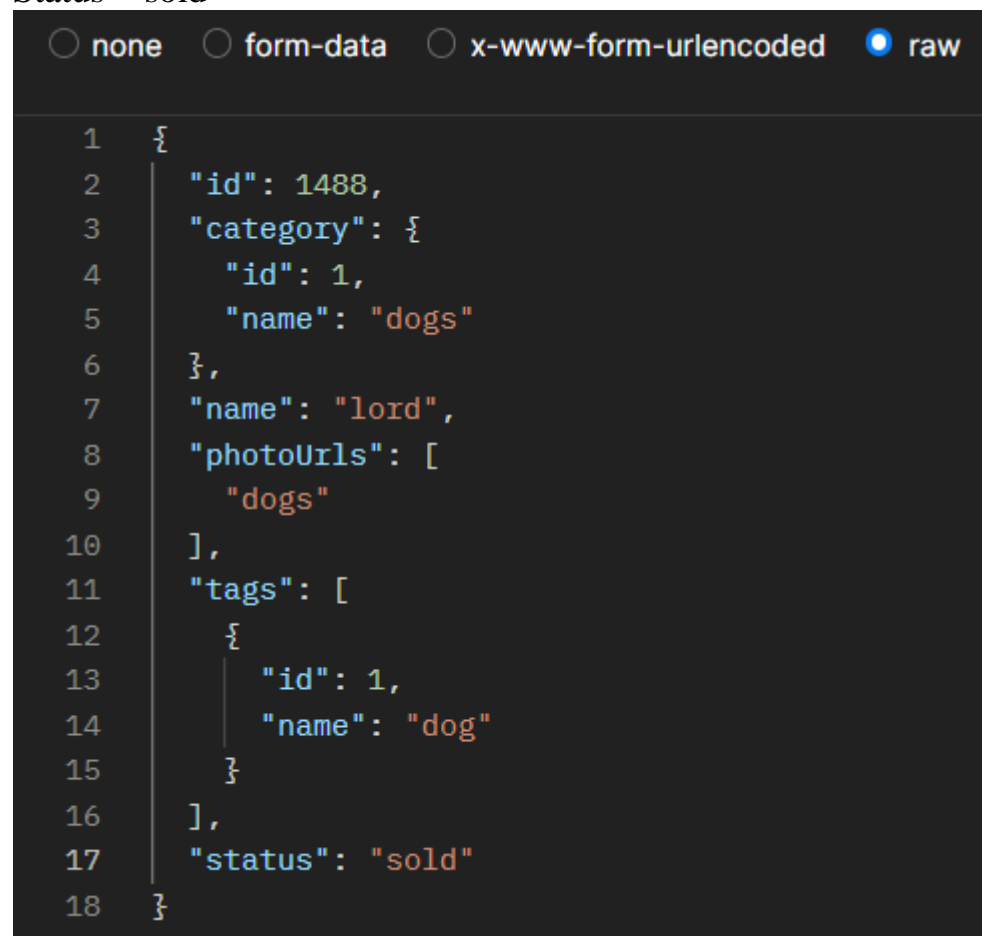 none form-data x-www-form-urlencoded raw
1 {
2 "id": 1488,
3 "category": {
4 "id": 1,
5 "name": "dogs"
6 },
7 "name": "lord",
8 "photoUrls": [
9 "dogs"
10 ],
11 "tags": [
12 {
13 "id": 1,
14 "name": "dog"
15 }
16 ],
17 "status": "sold"
18 }